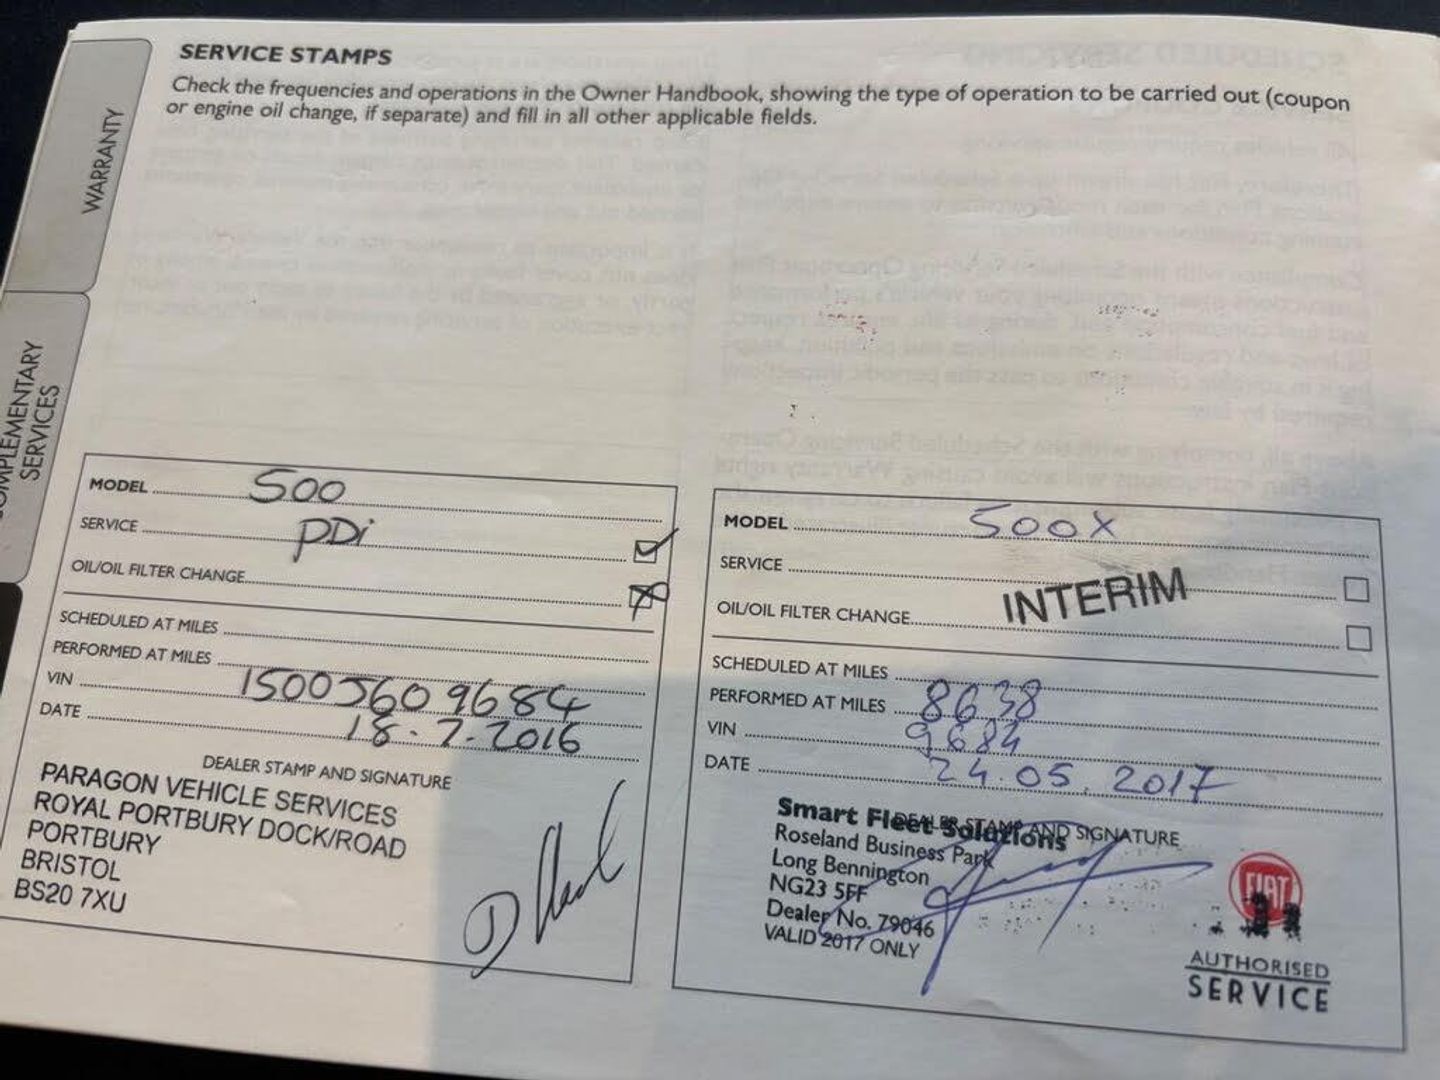 SERVICE STAMPS
Check the frequencies and operations in the Owner Handbook, showing the type of operation to be carried out (coupon
or engine oil change, if separate) and fill in all other applicable fields.
WARRANTY
COMPLEMENTARY
SERVICES
MODEL 500
SERVICE PDi
OIL/OIL FILTER CHANGE
SCHEDULED AT MILES
PERFORMED AT MILES
VIN 1500J609684
DATE 18.7.2016
DEALER STAMP AND SIGNATURE
PARAGON VEHICLE SERVICES
ROYAL PORTBURY DOCK/ROAD
PORTBURY
BRISTOL
BS20 7XU
MODEL 500X
SERVICE
INTERIM
OIL/OIL FILTER CHANGE
SCHEDULED AT MILES
PERFORMED AT MILES 8638
VIN 9684
DATE 24.05.2017
DEALER STAMP AND SIGNATURE
Smart Fleet Solutions
Roseland Business Park
Long Bennington
NG23 5FF
Dealer No. 79046
VALID 2017 ONLY
FIAT
AUTHORISED
SERVICE